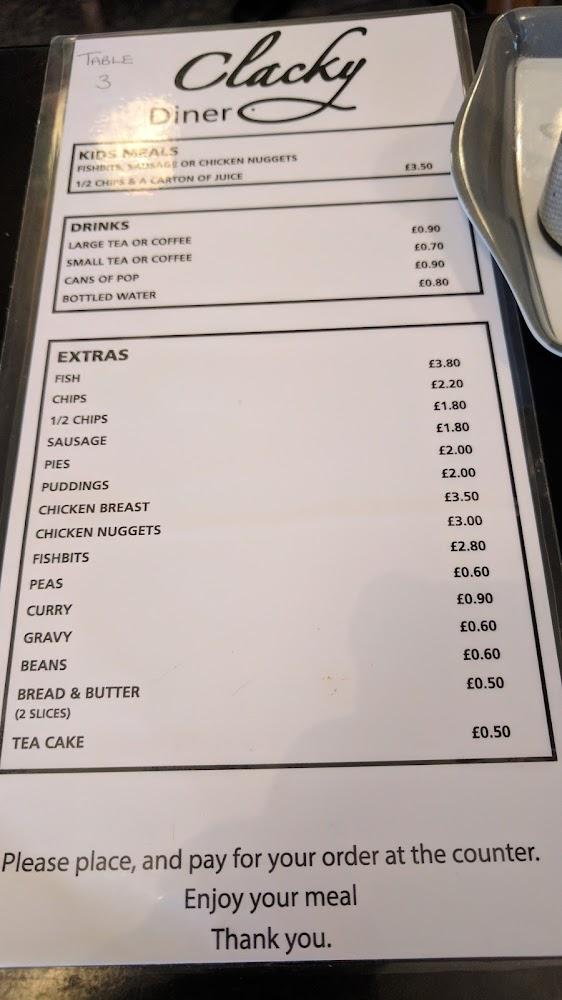 TABLE
3
Clacky
Diner
KIDS MEALS
FISHBITS, SAUSAGE OR CHICKEN NUGGETS
1/2 CHIPS & A CARTON OF JUICE £3.50
DRINKS
LARGE TEA OR COFFEE £0.90
SMALL TEA OR COFFEE £0.70
CANS OF POP £0.90
BOTTLED WATER £0.80
EXTRAS
FISH £3.80
CHIPS £2.20
1/2 CHIPS £1.80
SAUSAGE £1.80
PIES £2.00
PUDDINGS £2.00
CHICKEN BREAST £3.50
CHICKEN NUGGETS £3.00
FISHBITS £2.80
PEAS £0.60
CURRY £0.90
GRAVY £0.60
BEANS £0.60
BREAD & BUTTER £0.50
(2 SLICES)
TEA CAKE £0.50
Please place, and pay for your order at the counter.
Enjoy your meal
Thank you.